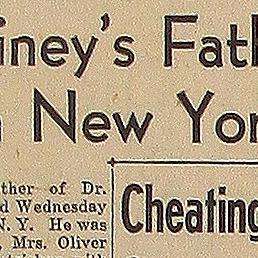 iney's Fath
n New Yor
ther of Dr.
d Wednesday
N. Y. He was
Mrs. Oliver
Cheating